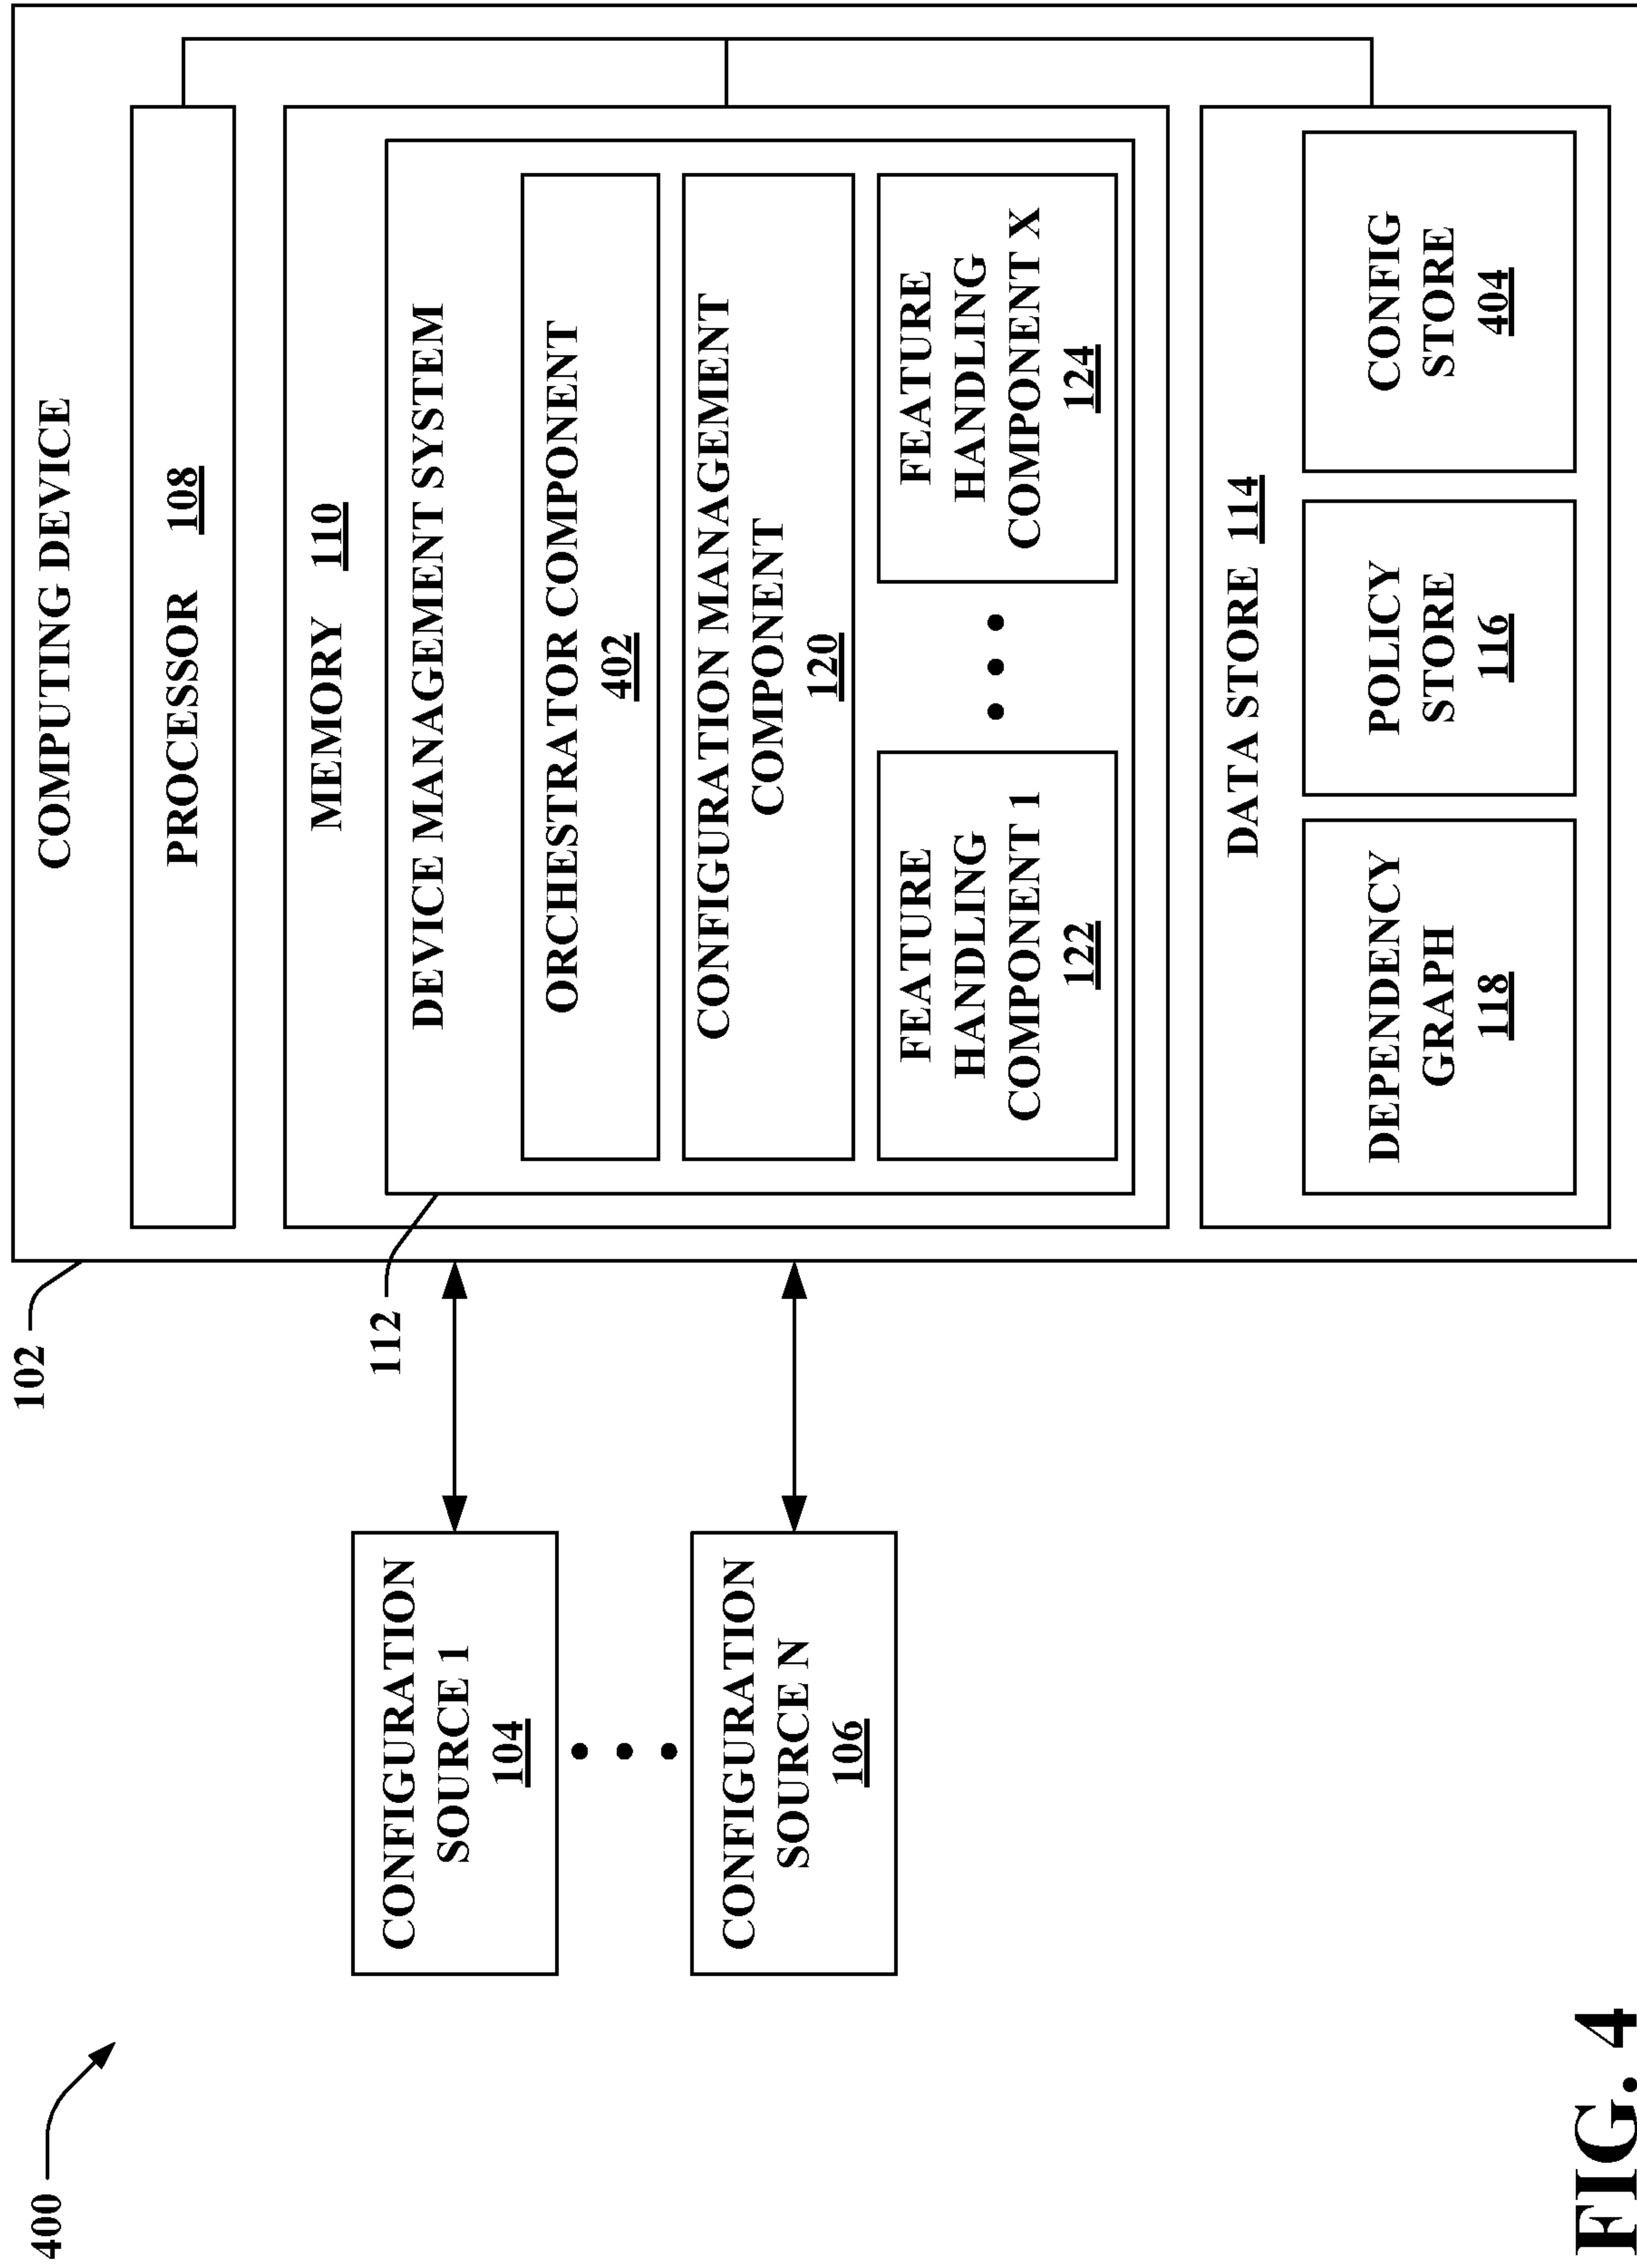 400
CONFIGURATION
SOURCE 1
104
CONFIGURATION
SOURCE N
106
102
112
COMPUTING DEVICE
PROCESSOR 108
MEMORY 110
DEVICE MANAGEMENT SYSTEM
ORCHESTRATOR COMPONENT
402
CONFIGURATION MANAGEMENT
COMPONENT
120
FEATURE
HANDLING
COMPONENT 1
122
FEATURE
HANDLING
COMPONENT X
124
DATA STORE 114
DEPENDENCY
GRAPH
118
POLICY
STORE
116
CONFIG
STORE
404
FIG. 4